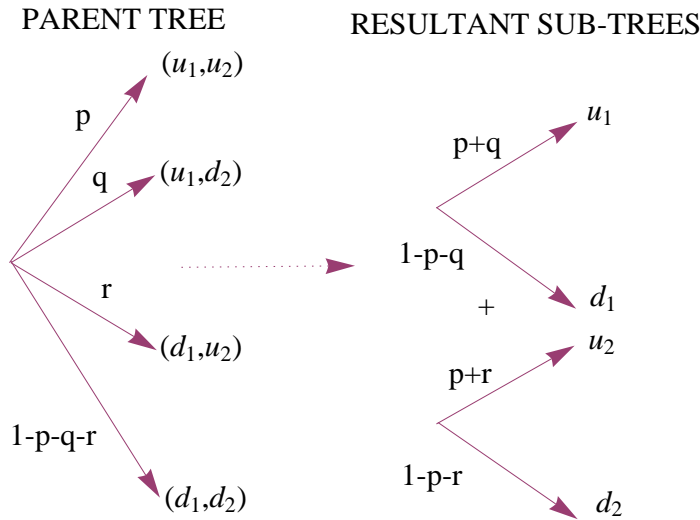 PARENT TREE
(u₁,u₂)
p
q
(u₁,d₂)
r
(d₁,u₂)
1-p-q-r
(d₁,d₂)
RESULTANT SUB-TREES
u₁
p+q
1-p-q
d₁
+
u₂
p+r
1-p-r
d₂